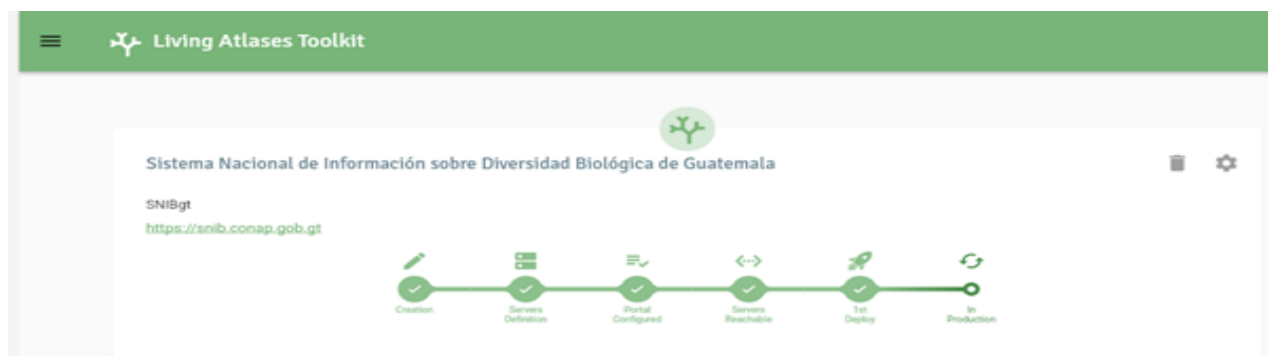 Living Atlases Toolkit
Sistema Nacional de Información sobre Diversidad Biológica de Guatemala
SNIBgt
https://snib.conap.gob.gt
Creation
Servers
Definition
Portal
Configured
Servers
Reachable
1st
Deploy
In
Production